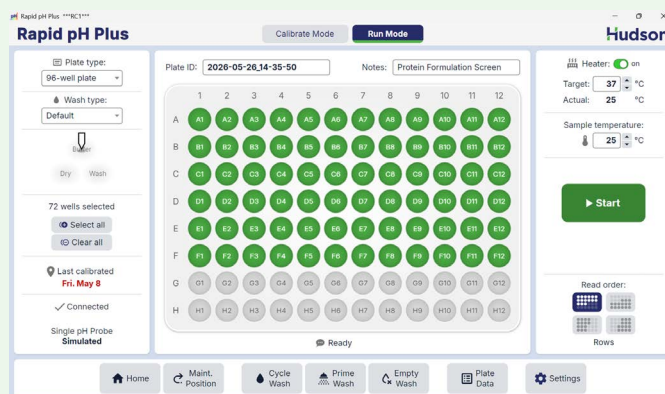 Rapid pH Plus ***RC1***
Rapid pH Plus
Calibrate Mode
Run Mode
Hudson
Plate type:
96-well plate
Wash type:
Default
Buffer
Dry Wash
72 wells selected
Select all
Clear all
Last calibrated
Fri. May 8
Connected
Single pH Probe
Simulated
Plate ID: 2026-05-26_14-35-50 Notes: Protein Formulation Screen
1 2 3 4 5 6 7 8 9 10 11 12
A A1 A2 A3 A4 A5 A6 A7 A8 A9 A10 A11 A12
B B1 B2 B3 B4 B5 B6 B7 B8 B9 B10 B11 B12
C C1 C2 C3 C4 C5 C6 C7 C8 C9 C10 C11 C12
D D1 D2 D3 D4 D5 D6 D7 D8 D9 D10 D11 D12
E E1 E2 E3 E4 E5 E6 E7 E8 E9 E10 E11 E12
F F1 F2 F3 F4 F5 F6 F7 F8 F9 F10 F11 F12
G G1 G2 G3 G4 G5 G6 G7 G8 G9 G10 G11 G12
H H1 H2 H3 H4 H5 H6 H7 H8 H9 H10 H11 H12
Ready
Heater: on
Target: 37 °C
Actual: 25 °C
Sample temperature:
25 °C
Start
Read order:
Rows
Home
Maint.
Position
Cycle
Wash
Prime
Wash
Empty
Wash
Plate
Data
Settings